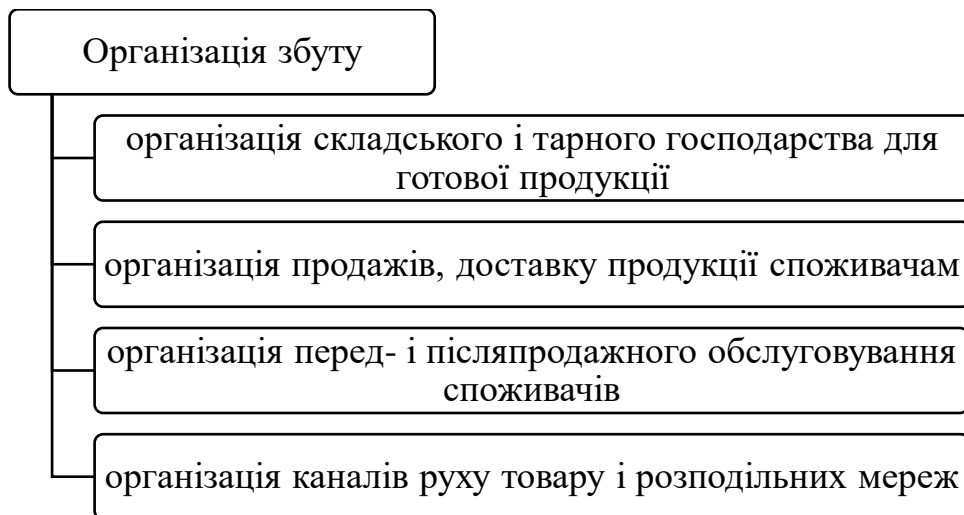 Організація збуту
організація складського і тарного господарства для
готової продукції
організація продажів, доставку продукції споживачам
організація перед- і післяпродажного обслуговування
споживачів
організація каналів руху товару і розподільних мереж